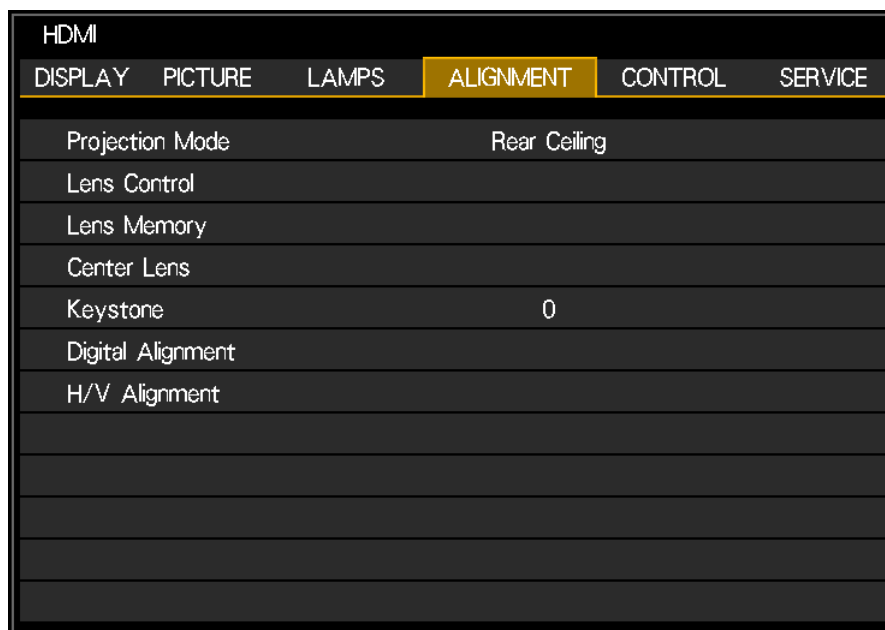 HDMI
DISPLAY PICTURE LAMPS ALIGNMENT CONTROL SERVICE
Projection Mode Rear Ceiling
Lens Control
Lens Memory
Center Lens
Keystone 0
Digital Alignment
H/V Alignment